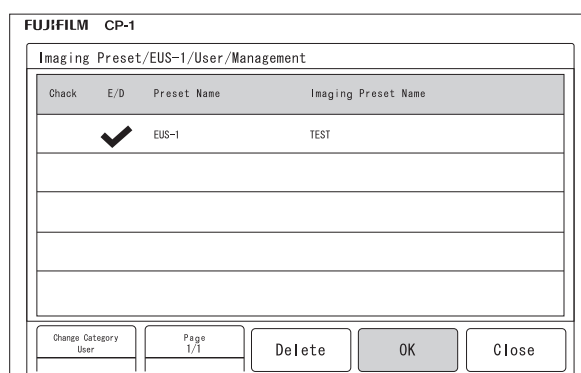 FUJIFILM CP-1
Imaging Preset/EUS-1/User/Management
Chack E/D Preset Name Imaging Preset Name
EUS-1 TEST
Change Category
User
Page
1/1
Delete
OK
Close